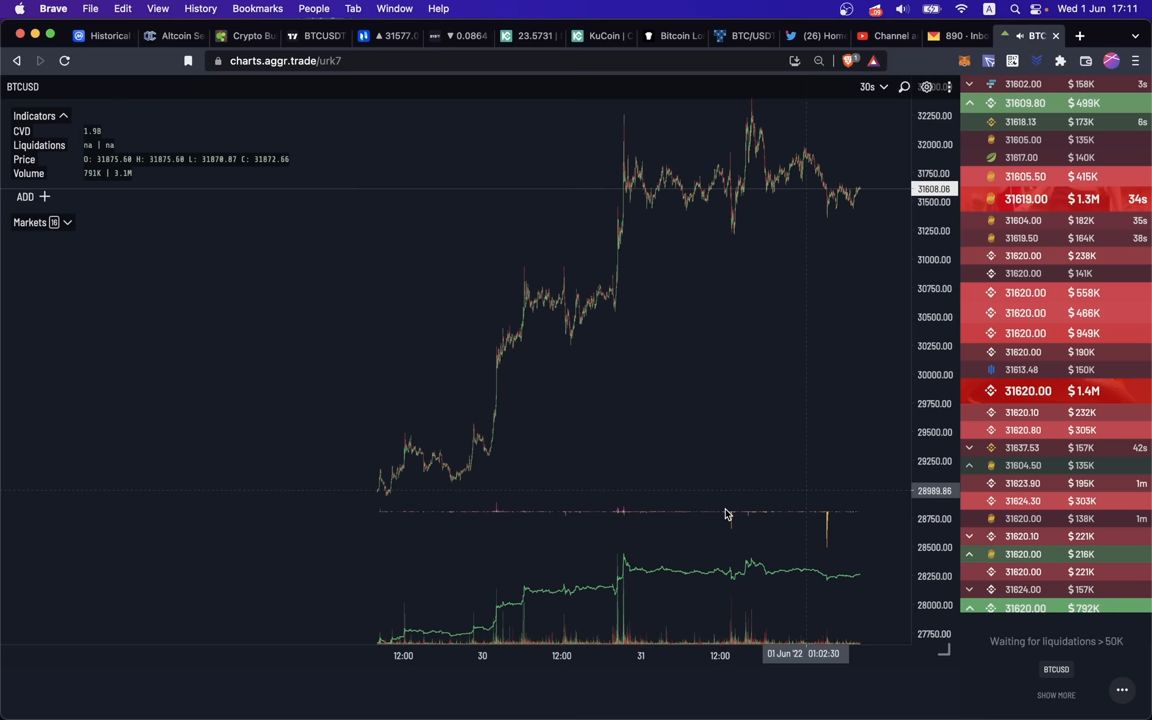 Brave File Edit View History Bookmarks People Tab Window Help Wed 1 Jun 17:11
Historical Altcoin Se Crypto Bu BTCUSDT ▲ 31577.0 ▼ 0.0864 23.5731 | KuCoin | C Bitcoin Lo BTC/USDT (26) Hom Channel a 890 · Inbo BTC
charts.aggr.trade/urk7
BTCUSD 30s
Indicators
CVD 1.9B
Liquidations na | na
Price O: 31875.60 H: 31875.60 L: 31870.87 C: 31872.66
Volume 791K | 3.1M
ADD +
Markets 16
32250.00
32000.00
31750.00
31608.06
31500.00
31250.00
31000.00
30750.00
30500.00
30250.00
30000.00
29750.00
29500.00
29250.00
28989.86
28750.00
28500.00
28250.00
28000.00
27750.00
12:00 30 12:00 31 12:00 01 Jun '22 01:02:30
31602.00 $158K 3s
31609.80 $499K
31618.13 $173K 6s
31605.00 $135K
31617.00 $140K
31605.50 $415K
31619.00 $1.3M 34s
31604.00 $182K 35s
31619.50 $164K 38s
31620.00 $238K
31620.00 $141K
31620.00 $558K
31620.00 $466K
31620.00 $949K
31620.00 $190K
31613.48 $150K
31620.00 $1.4M
31620.10 $232K
31620.80 $305K
31637.53 $157K 42s
31604.50 $135K
31623.90 $195K 1m
31624.30 $303K
31620.00 $138K 1m
31620.10 $221K
31620.00 $216K
31620.00 $221K
31624.00 $157K
31620.00 $792K
Waiting for liquidations > 50K
BTCUSD
SHOW MORE